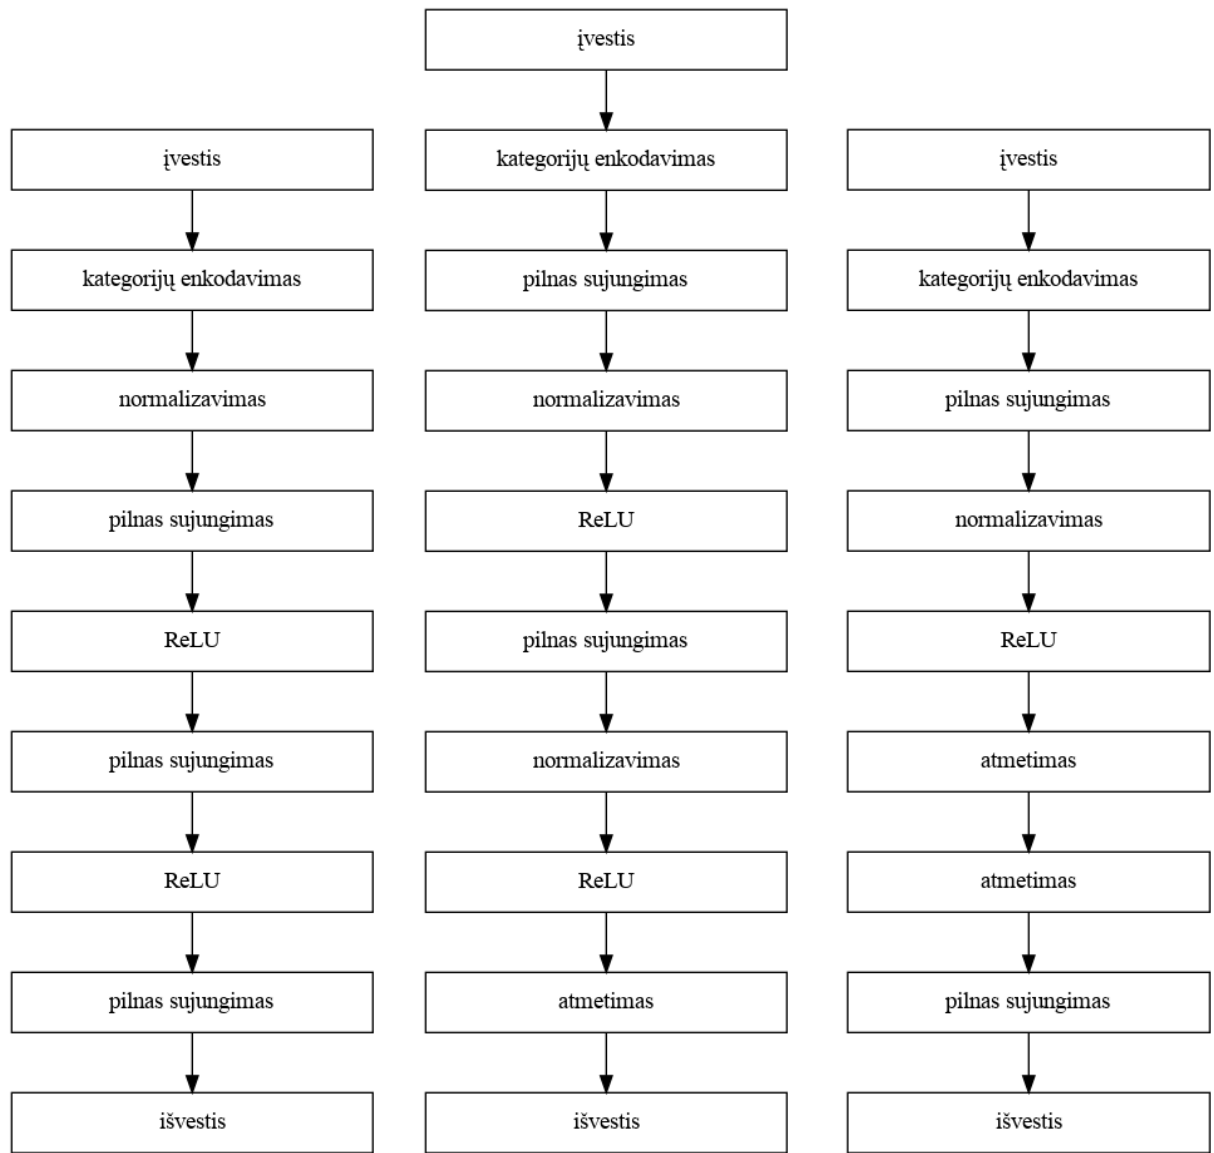 įvestis
kategorijų enkodavimas
normalizavimas
pilnas sujungimas
ReLU
pilnas sujungimas
ReLU
pilnas sujungimas
išvestis
įvestis
kategorijų enkodavimas
pilnas sujungimas
normalizavimas
ReLU
pilnas sujungimas
normalizavimas
ReLU
atmetimas
išvestis
įvestis
kategorijų enkodavimas
pilnas sujungimas
normalizavimas
ReLU
atmetimas
atmetimas
pilnas sujungimas
išvestis